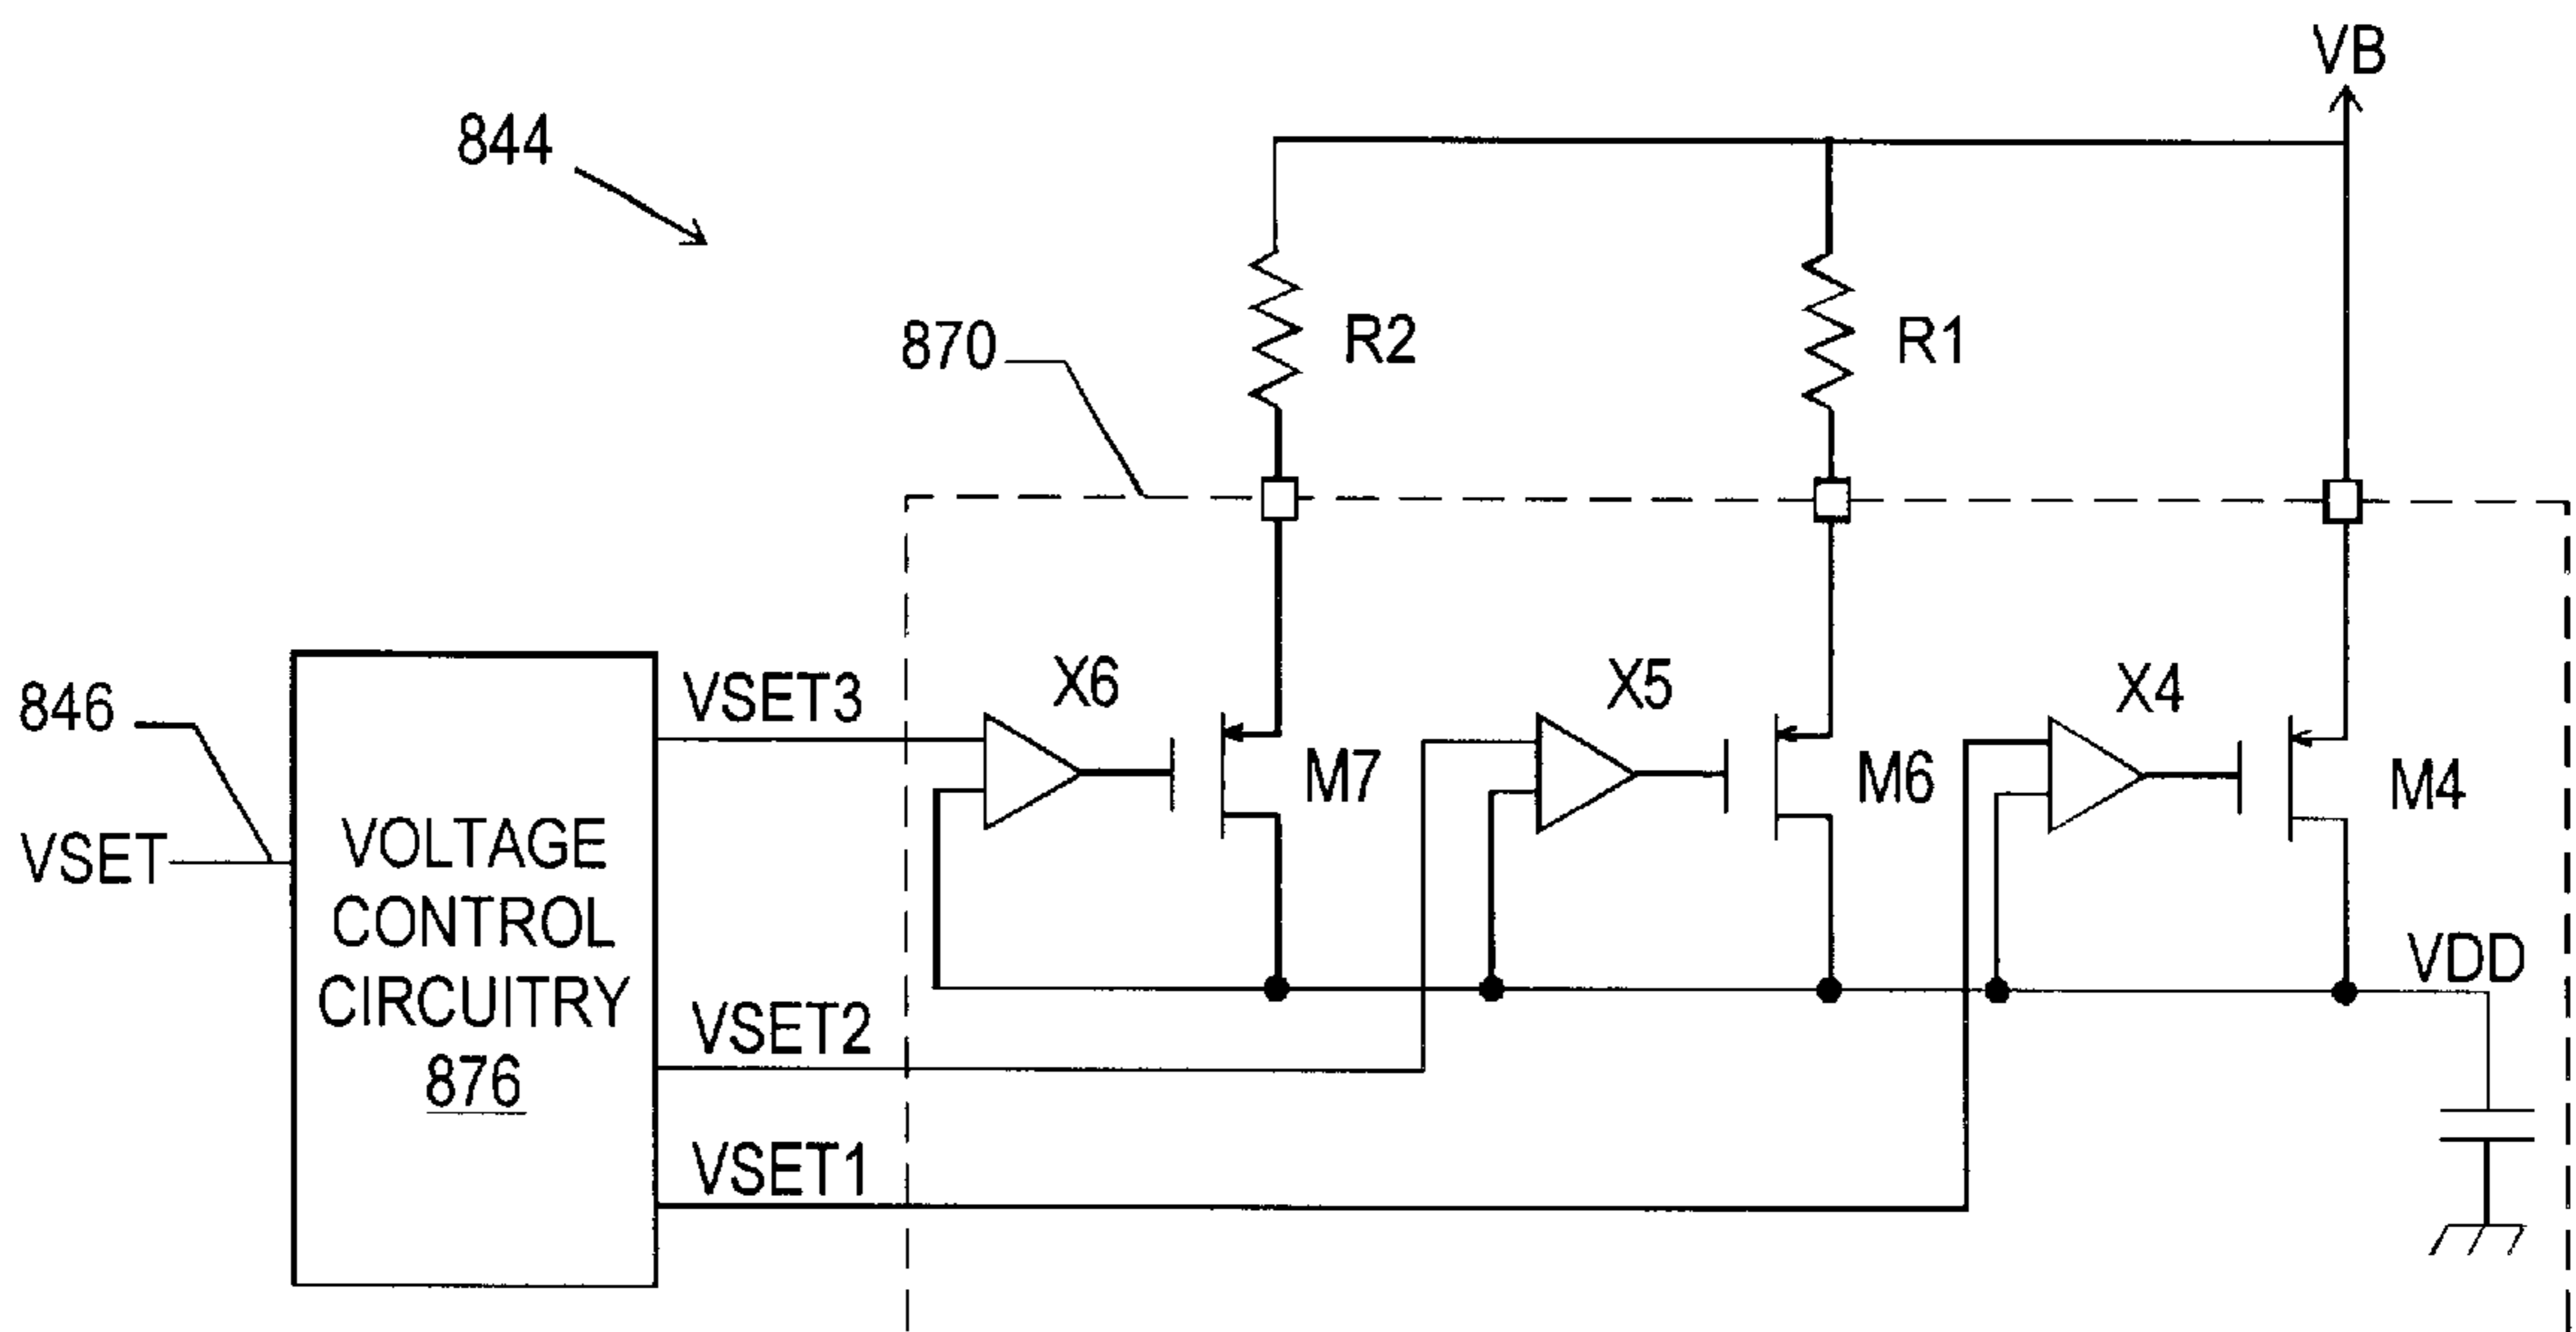 VB
844
870
R2
R1
846
VSET
VOLTAGE
CONTROL
CIRCUITRY
876
VSET3
X6
M7
X5
M6
X4
M4
VDD
VSET2
VSET1